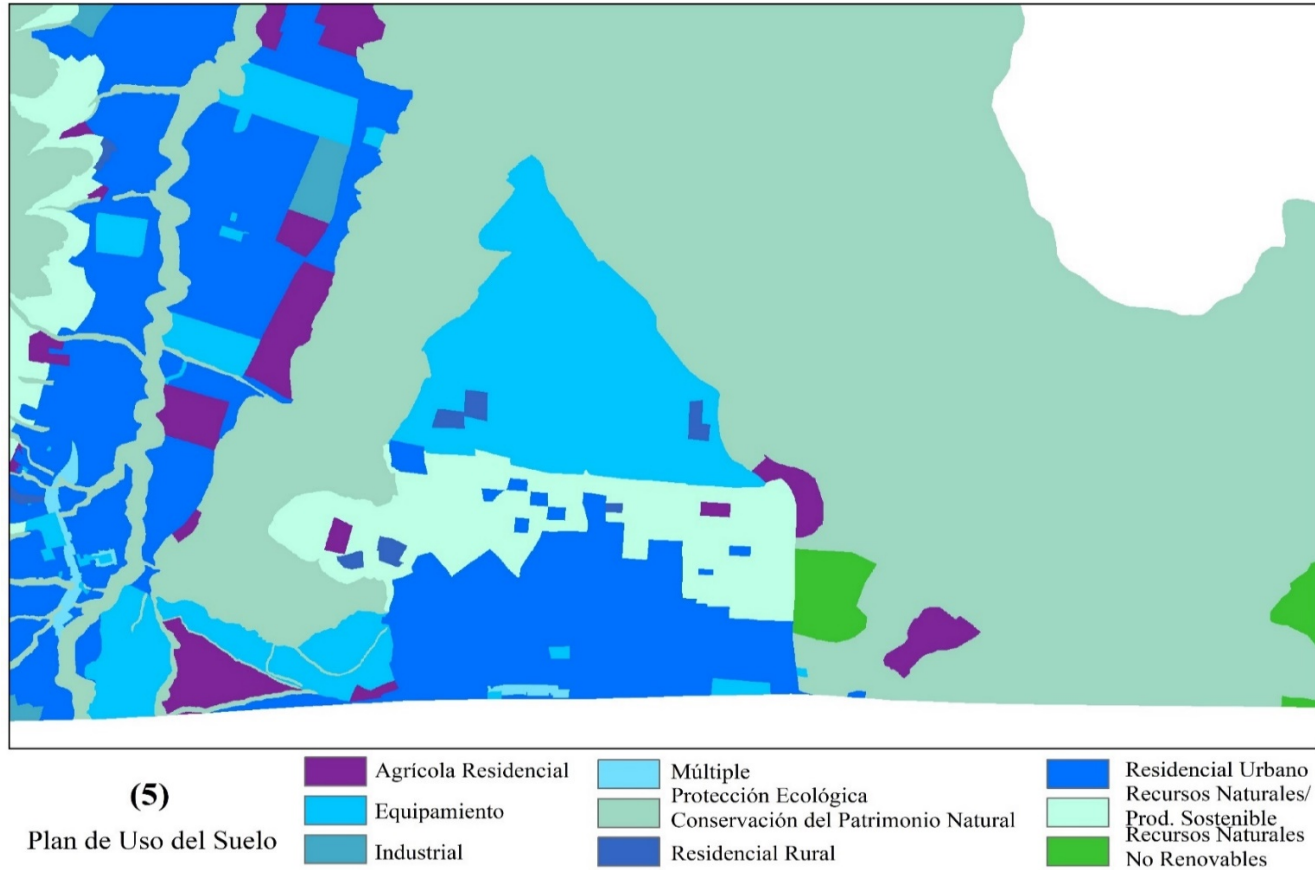 (5)
Plan de Uso del Suelo
Agrícola Residencial
Equipamiento
Industrial
Múltiple
Protección Ecológica
Conservación del Patrimonio Natural
Residencial Rural
Residencial Urbano
Recursos Naturales/
Prod. Sostenible
Recursos Naturales
No Renovables